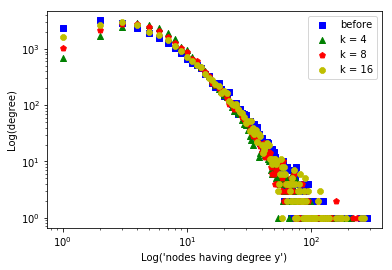 before
k = 4
k = 8
k = 16
Log(degree)
10³
10²
10¹
10⁰
10⁰ 10¹ 10²
Log('nodes having degree y')